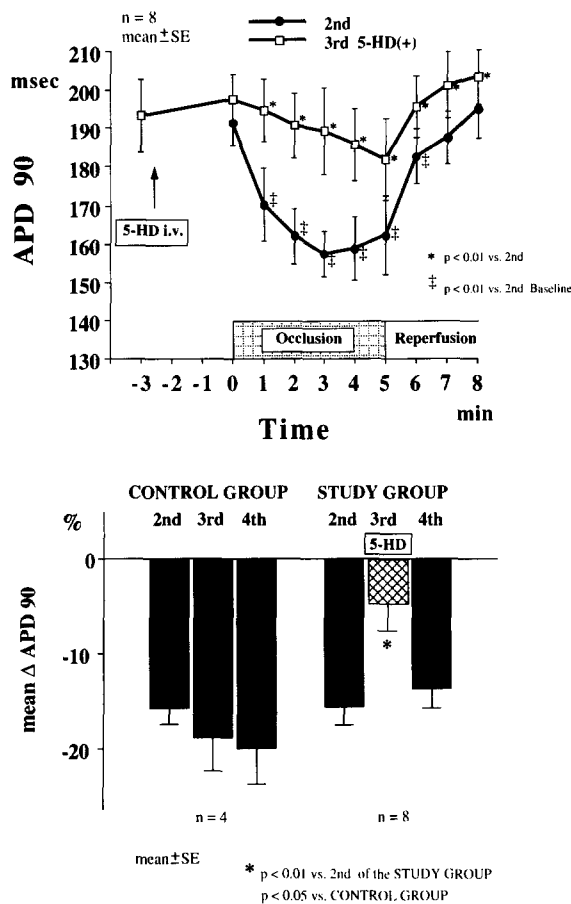 n = 8
mean±SE
2nd
3rd 5-HD(+)
msec
210
200
190
180
170
160
150
140
130
APD 90
5-HD i.v.
*
*
*
*
*
*
*
*
‡
‡
‡
‡
‡
‡
* p < 0.01 vs. 2nd
‡ p < 0.01 vs. 2nd Baseline
Occlusion
Reperfusion
-3 -2 -1 0 1 2 3 4 5 6 7 8
min
Time
CONTROL GROUP STUDY GROUP
% 2nd 3rd 4th 2nd 3rd 4th
5-HD
0
-10
-20
mean Δ APD 90
*
n = 4 n = 8
mean±SE
* p < 0.01 vs. 2nd of the STUDY GROUP
p < 0.05 vs. CONTROL GROUP